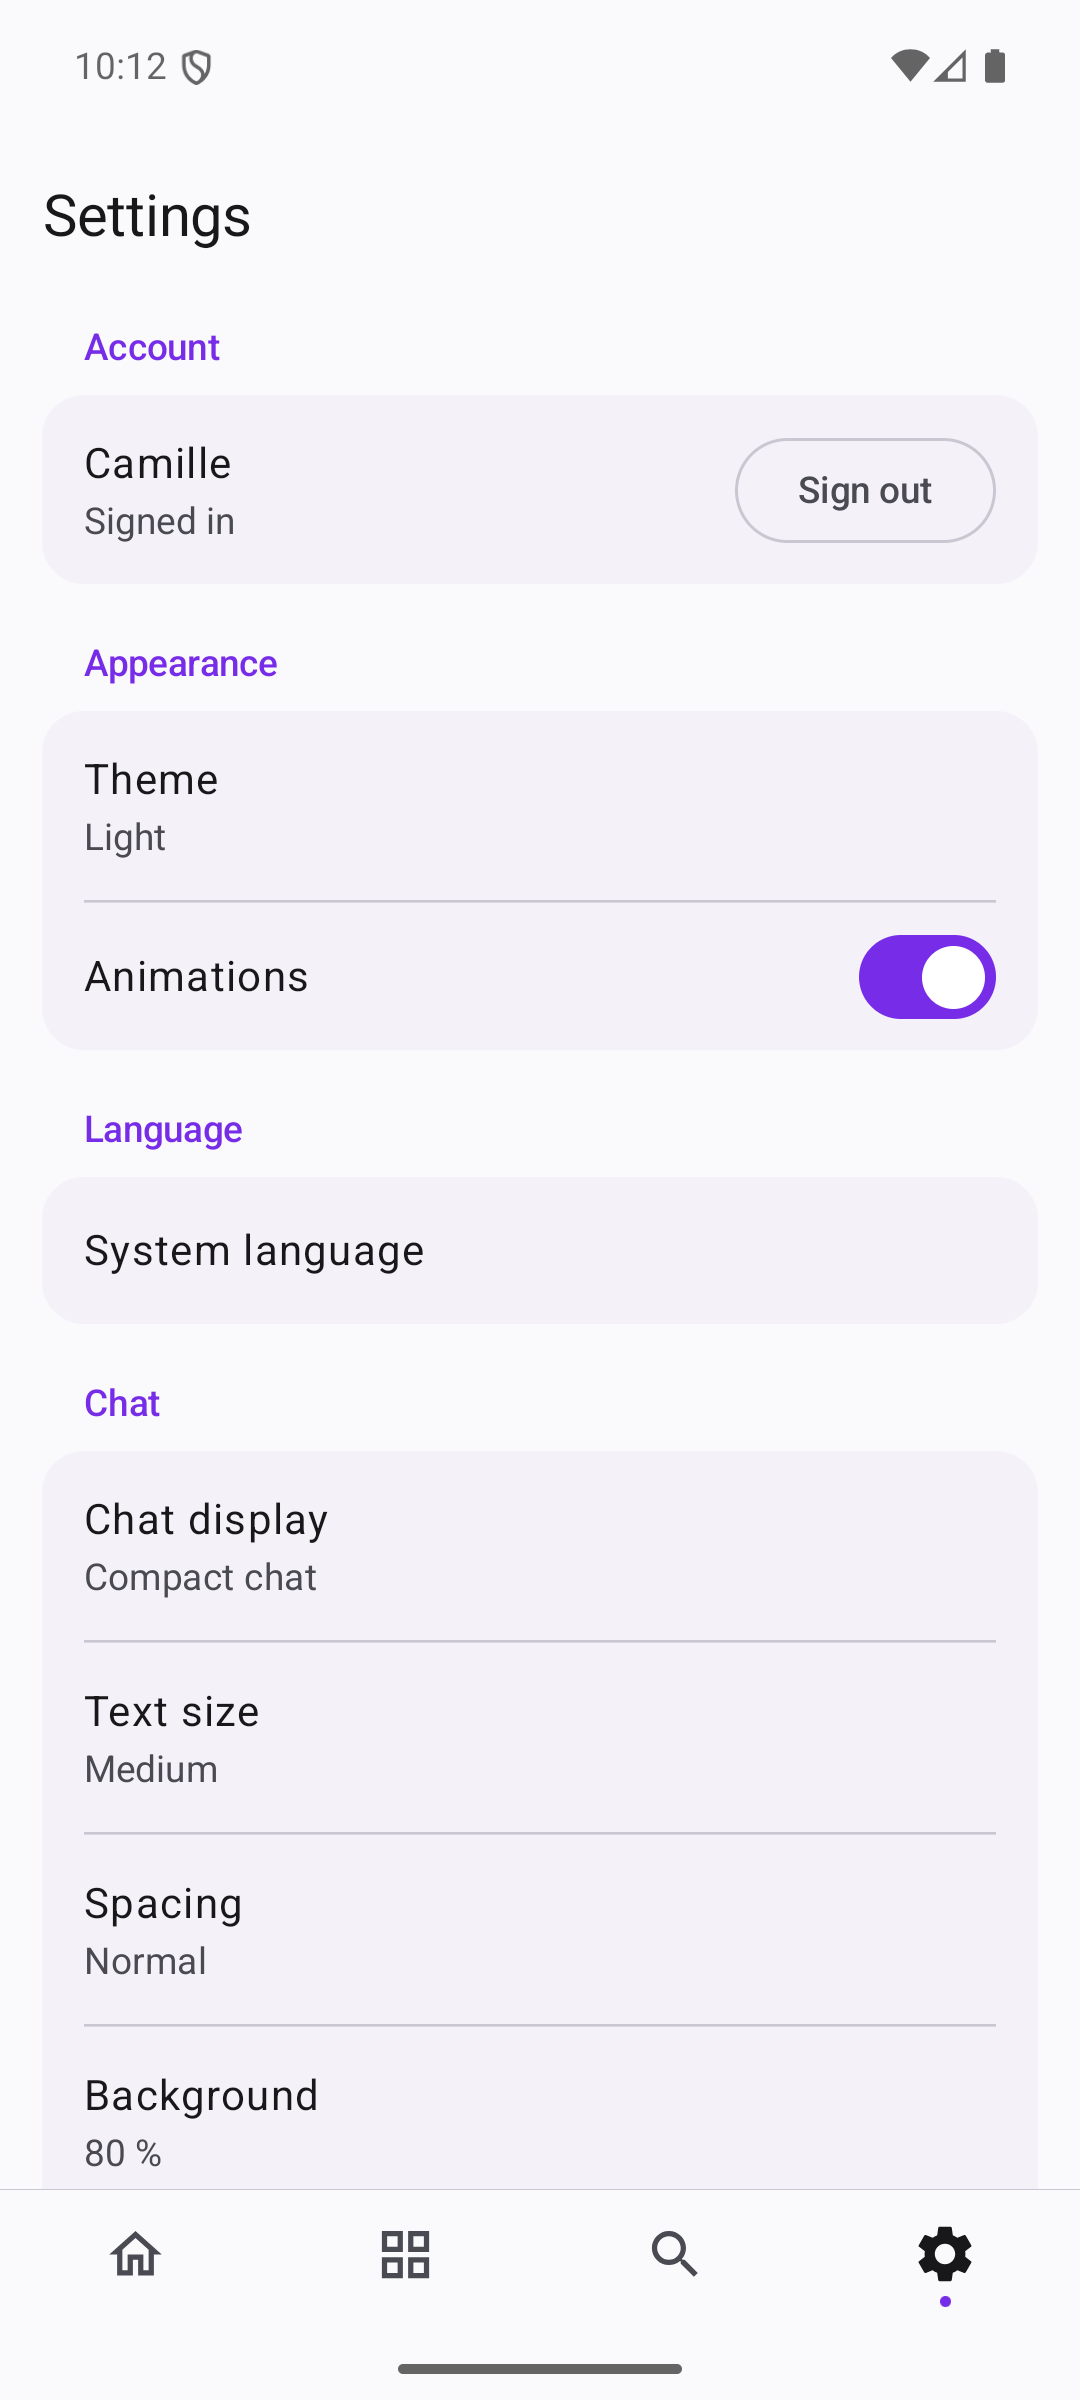 10:12
Settings
Account
Camille
Signed in
Sign out
Appearance
Theme
Light
Animations
Language
System language
Chat
Chat display
Compact chat
Text size
Medium
Spacing
Normal
Background
80 %